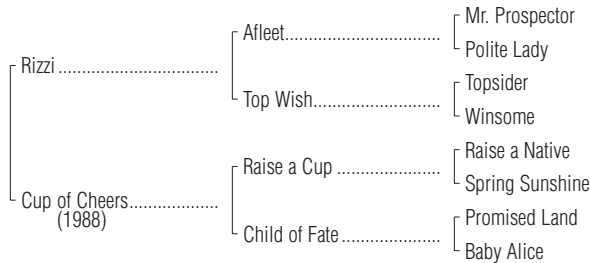 Mr. Prospector
Afleet
Polite Lady
Rizzi
Topsider
Top Wish
Winsome
Raise a Native
Raise a Cup
Spring Sunshine
Cup of Cheers
(1988)
Promised Land
Child of Fate
Baby Alice